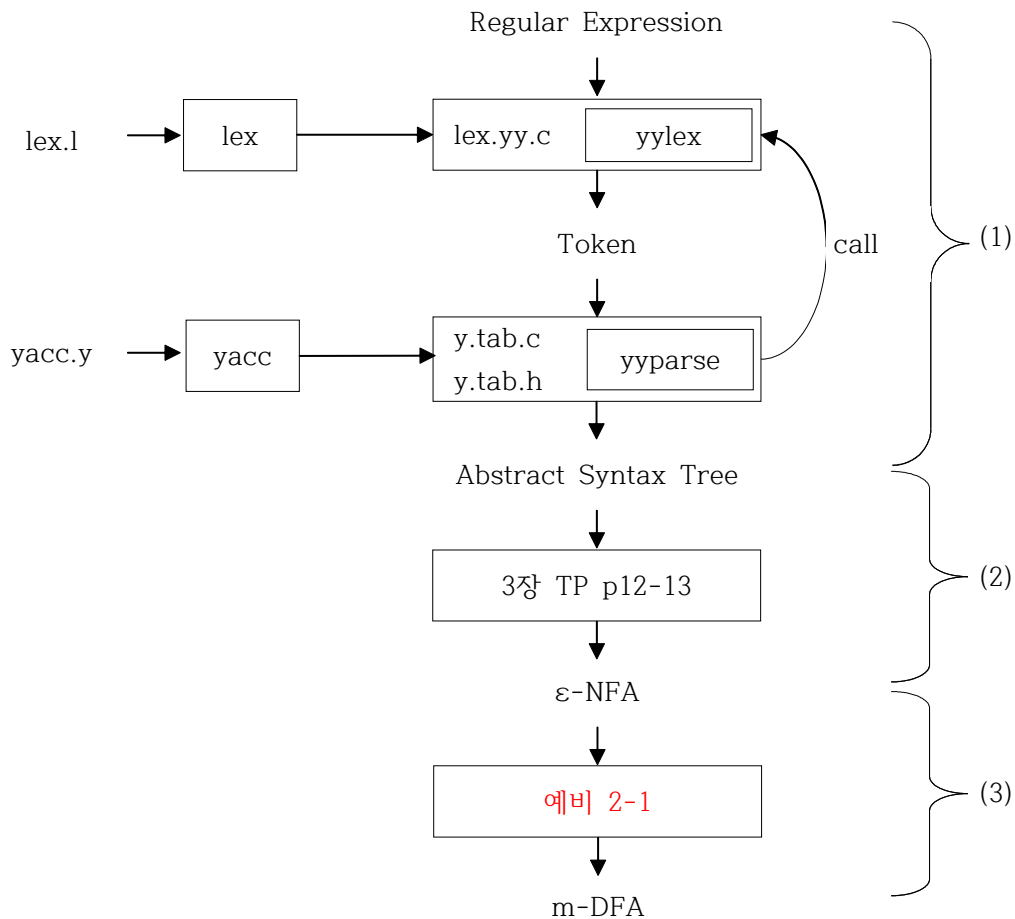 Regular Expression
lex.l
lex
lex.yy.c
yylex
Token
call
(1)
yacc.y
yacc
y.tab.c
y.tab.h
yyparse
Abstract Syntax Tree
3장 TP p12-13
(2)
ε-NFA
예비 2-1
(3)
m-DFA